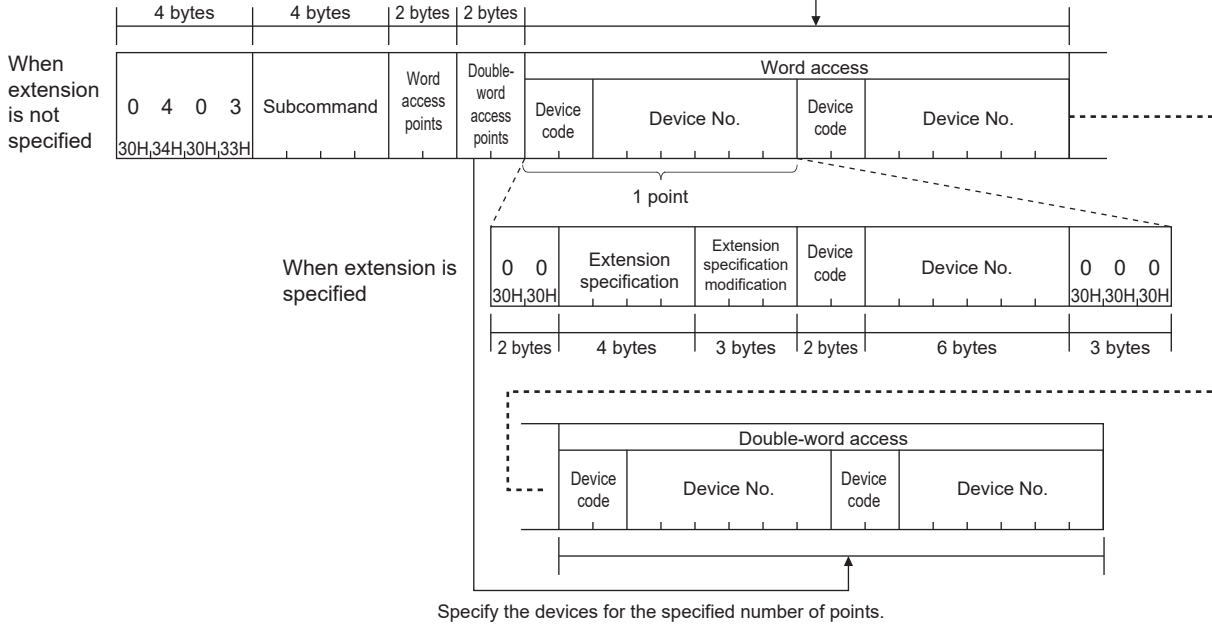 4 bytes 4 bytes 2 bytes 2 bytes
When
extension
is not
specified
0 4 0 3
30H 34H 30H 33H
Subcommand
Word
access
points
Double-
word
access
points
Word access
Device
code
Device No.
Device
code
Device No.
1 point
When extension is
specified
0 0
30H 30H
Extension
specification
Extension
specification
modification
Device
code
Device No.
0 0 0
30H 30H 30H
2 bytes 4 bytes 3 bytes 2 bytes 6 bytes 3 bytes
Double-word access
Device
code
Device No.
Device
code
Device No.
Specify the devices for the specified number of points.